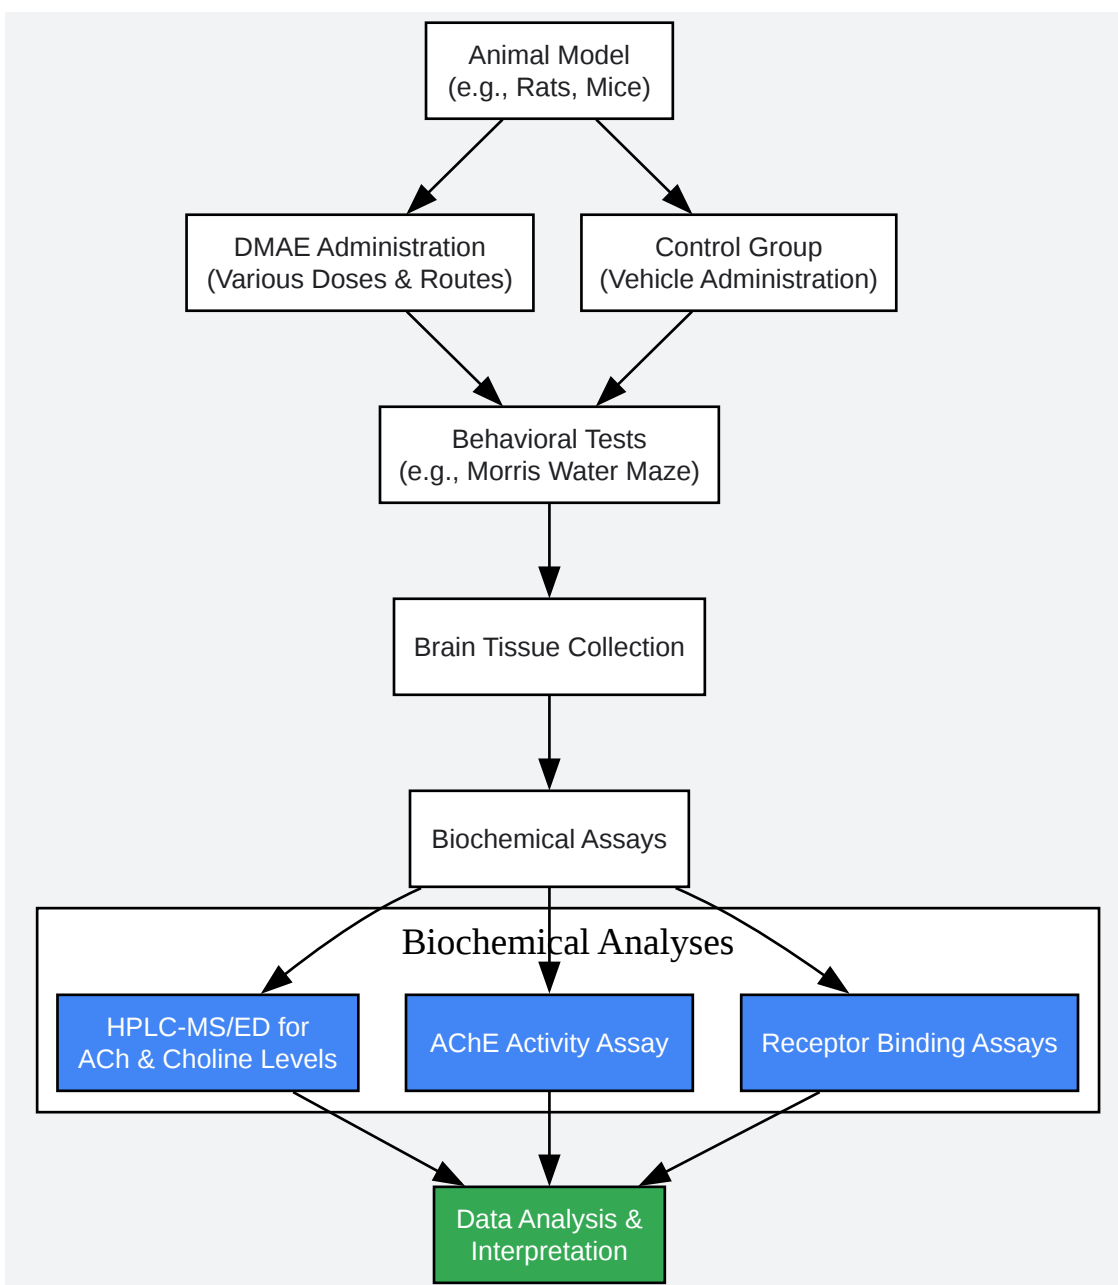 Animal Model
(e.g., Rats, Mice)
DMAE Administration
(Various Doses & Routes)
Control Group
(Vehicle Administration)
Behavioral Tests
(e.g., Morris Water Maze)
Brain Tissue Collection
Biochemical Assays
Biochemical Analyses
HPLC-MS/ED for
ACh & Choline Levels
AChE Activity Assay
Receptor Binding Assays
Data Analysis &
Interpretation